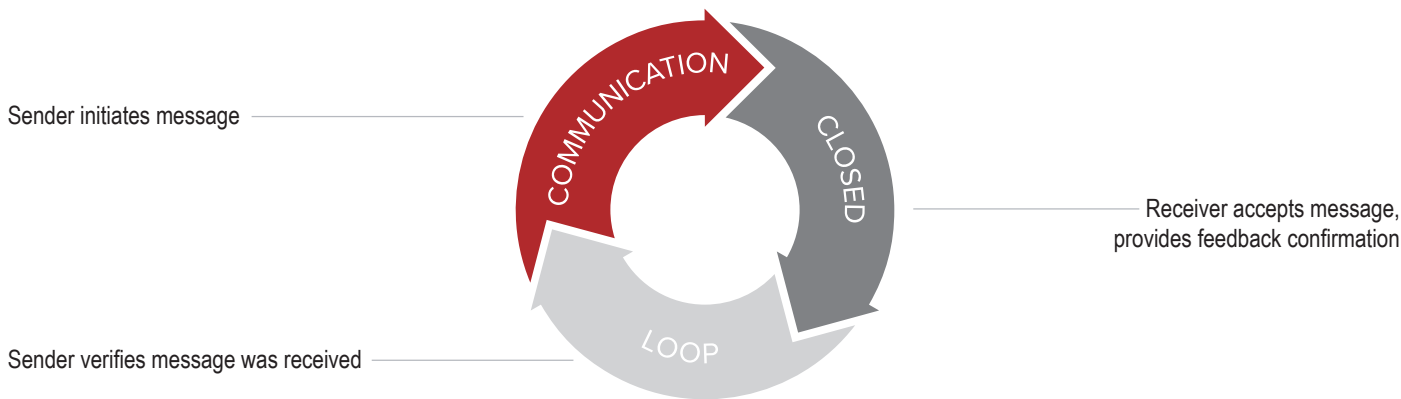 COMMUNICATION
CLOSED
LOOP
Sender initiates message
Receiver accepts message,
provides feedback confirmation
Sender verifies message was received